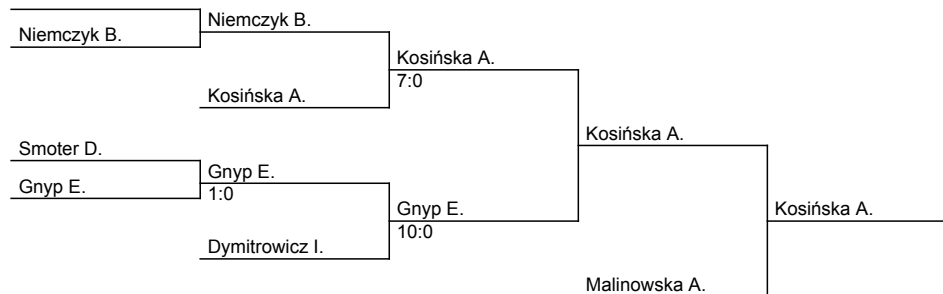 Niemczyk B.
Niemczyk B.
Kosińska A.
7:0
Kosińska A.
Kosińska A.
Smoter D.
Gnyp E.
1:0
Gnyp E.
Gnyp E.
10:0
Kosińska A.
Dymitrowicz I.
Malinowska A.